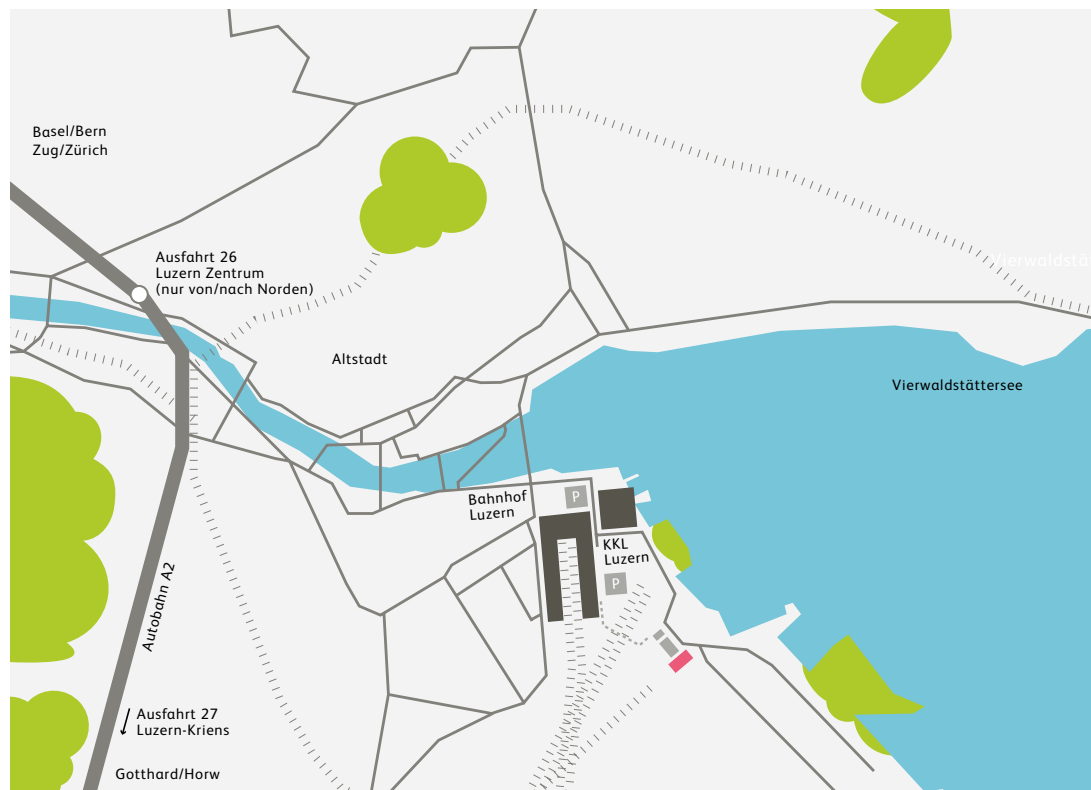 Basel/Bern
Zug/Zürich
Vierwaldstä
Ausfahrt 26
Luzern Zentrum
(nur von/nach Norden)
Altstadt
Vierwaldstättersee
Bahnhof
Luzern
P
KKL
Luzern
P
Autobahn A2
Ausfahrt 27
Luzern-Kriens
Gotthard/Horw